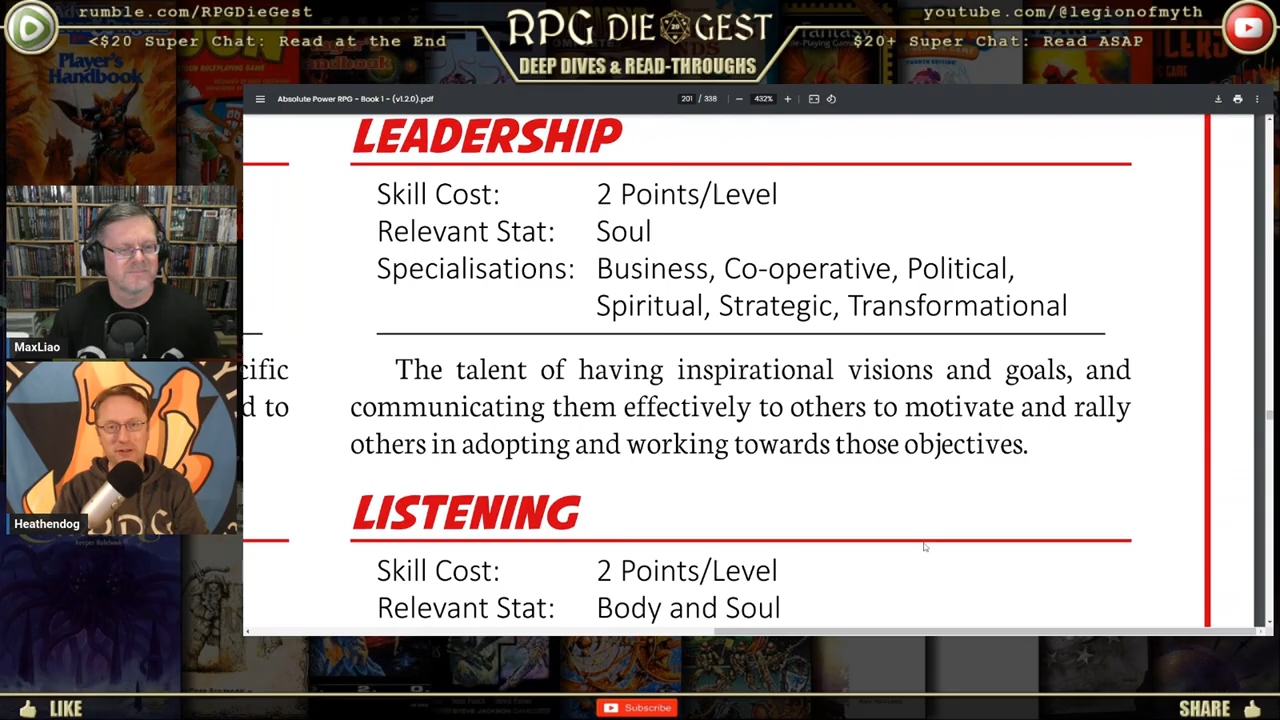 rumble.com/RPGDieGest
<$20 Super Chat: Read at the End
RPG DIE GEST
DEEP DIVES & READ-THROUGHS
youtube.com/@legionofmyth
$20+ Super Chat: Read ASAP
Player's
Handbook
Absolute Power RPG - Book 1 - (v1.2.0).pdf
201 / 338
432%
LEADERSHIP
Skill Cost: 2 Points/Level
Relevant Stat: Soul
Specialisations: Business, Co-operative, Political,
Spiritual, Strategic, Transformational
cific
d to
The talent of having inspirational visions and goals, and
communicating them effectively to others to motivate and rally
others in adopting and working towards those objectives.
LISTENING
Skill Cost: 2 Points/Level
Relevant Stat: Body and Soul
MaxLiao
Heathendog
LIKE
Subscribe
SHARE